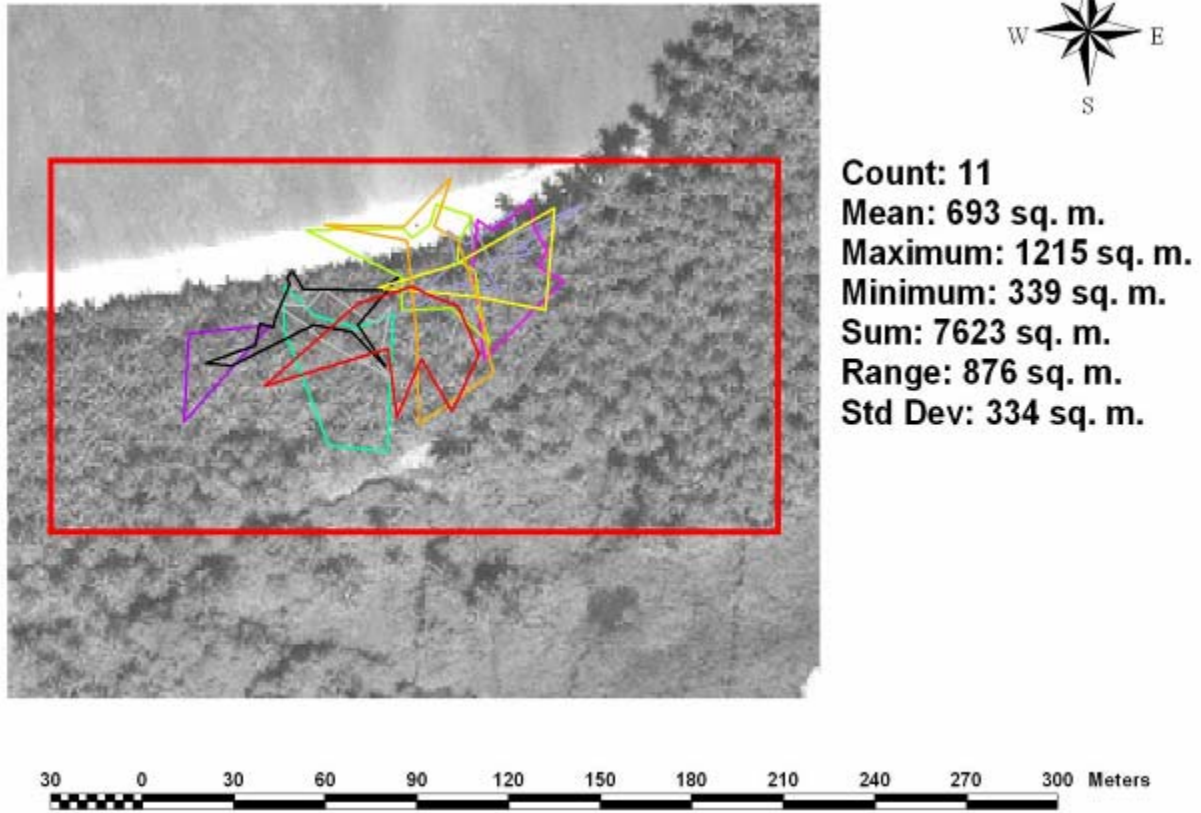 W E
S
Count: 11
Mean: 693 sq. m.
Maximum: 1215 sq. m.
Minimum: 339 sq. m.
Sum: 7623 sq. m.
Range: 876 sq. m.
Std Dev: 334 sq. m.
30 0 30 60 90 120 150 180 210 240 270 300 Meters